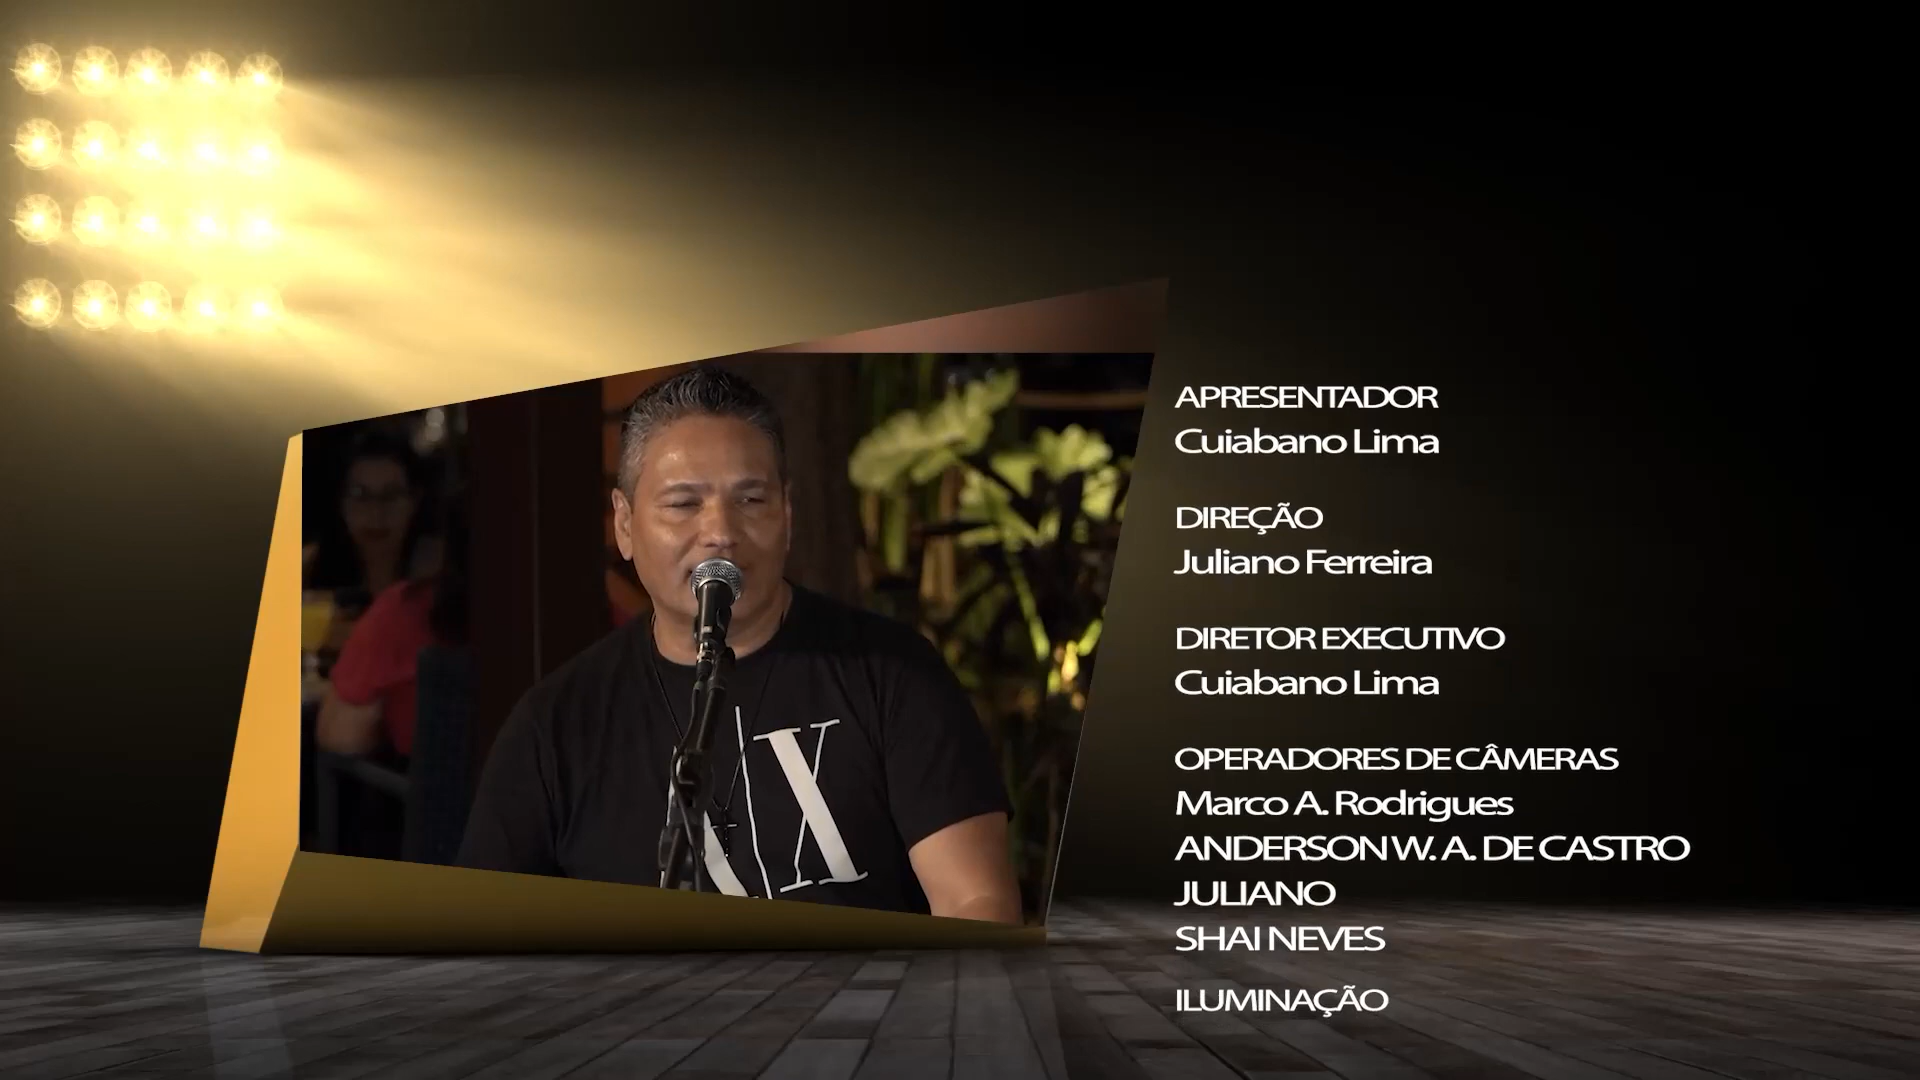 APRESENTADOR
Cuiabano Lima
DIREÇÃO
Juliano Ferreira
DIRETOR EXECUTIVO
Cuiabano Lima
OPERADORES DE CÂMERAS
Marco A. Rodrigues
ANDERSON W. A. DE CASTRO
JULIANO
SHAI NEVES
ILUMINAÇÃO